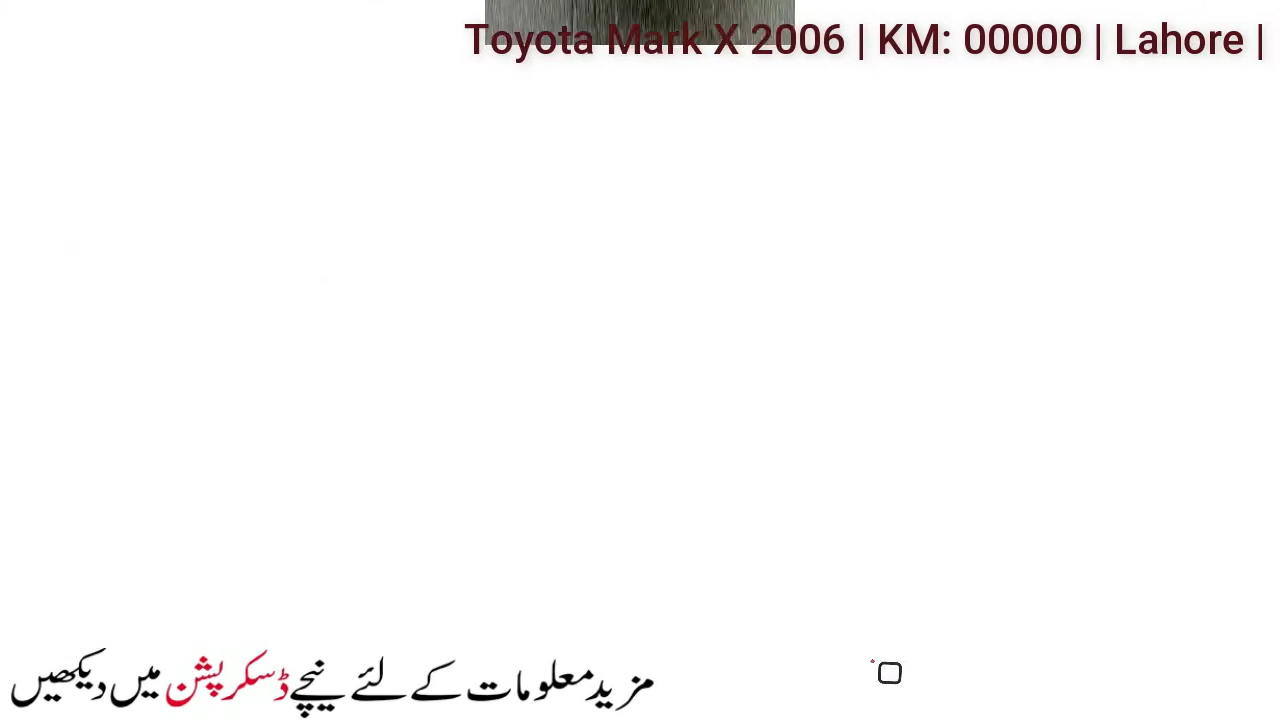 Toyota Mark X 2006 | KM: 00000 | Lahore |
مزید معلومات کے لئے نیچے ڈسکرپشن میں دیکھیں